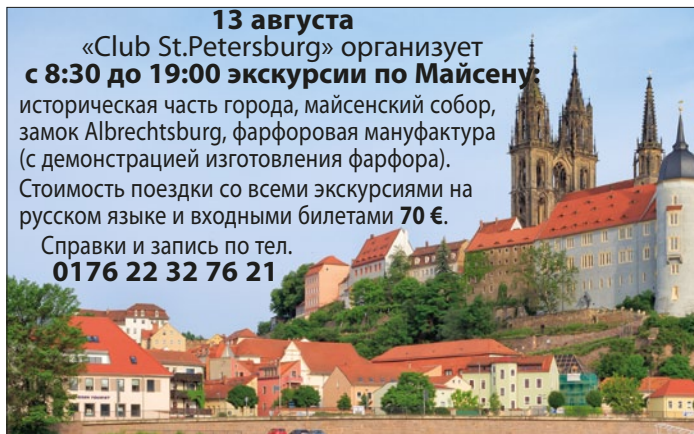 13 августа
«Club St.Petersburg» организует
с 8:30 до 19:00 экскурсии по Майсену:
историческая часть города, майсенский собор,
замок Albrechtsburg, фарфоровая мануфактура
(с демонстрацией изготовления фарфора).
Стоимость поездки со всеми экскурсиями на
русском языке и входными билетами 70 €.
Справки и запись по тел.
0176 22 32 76 21